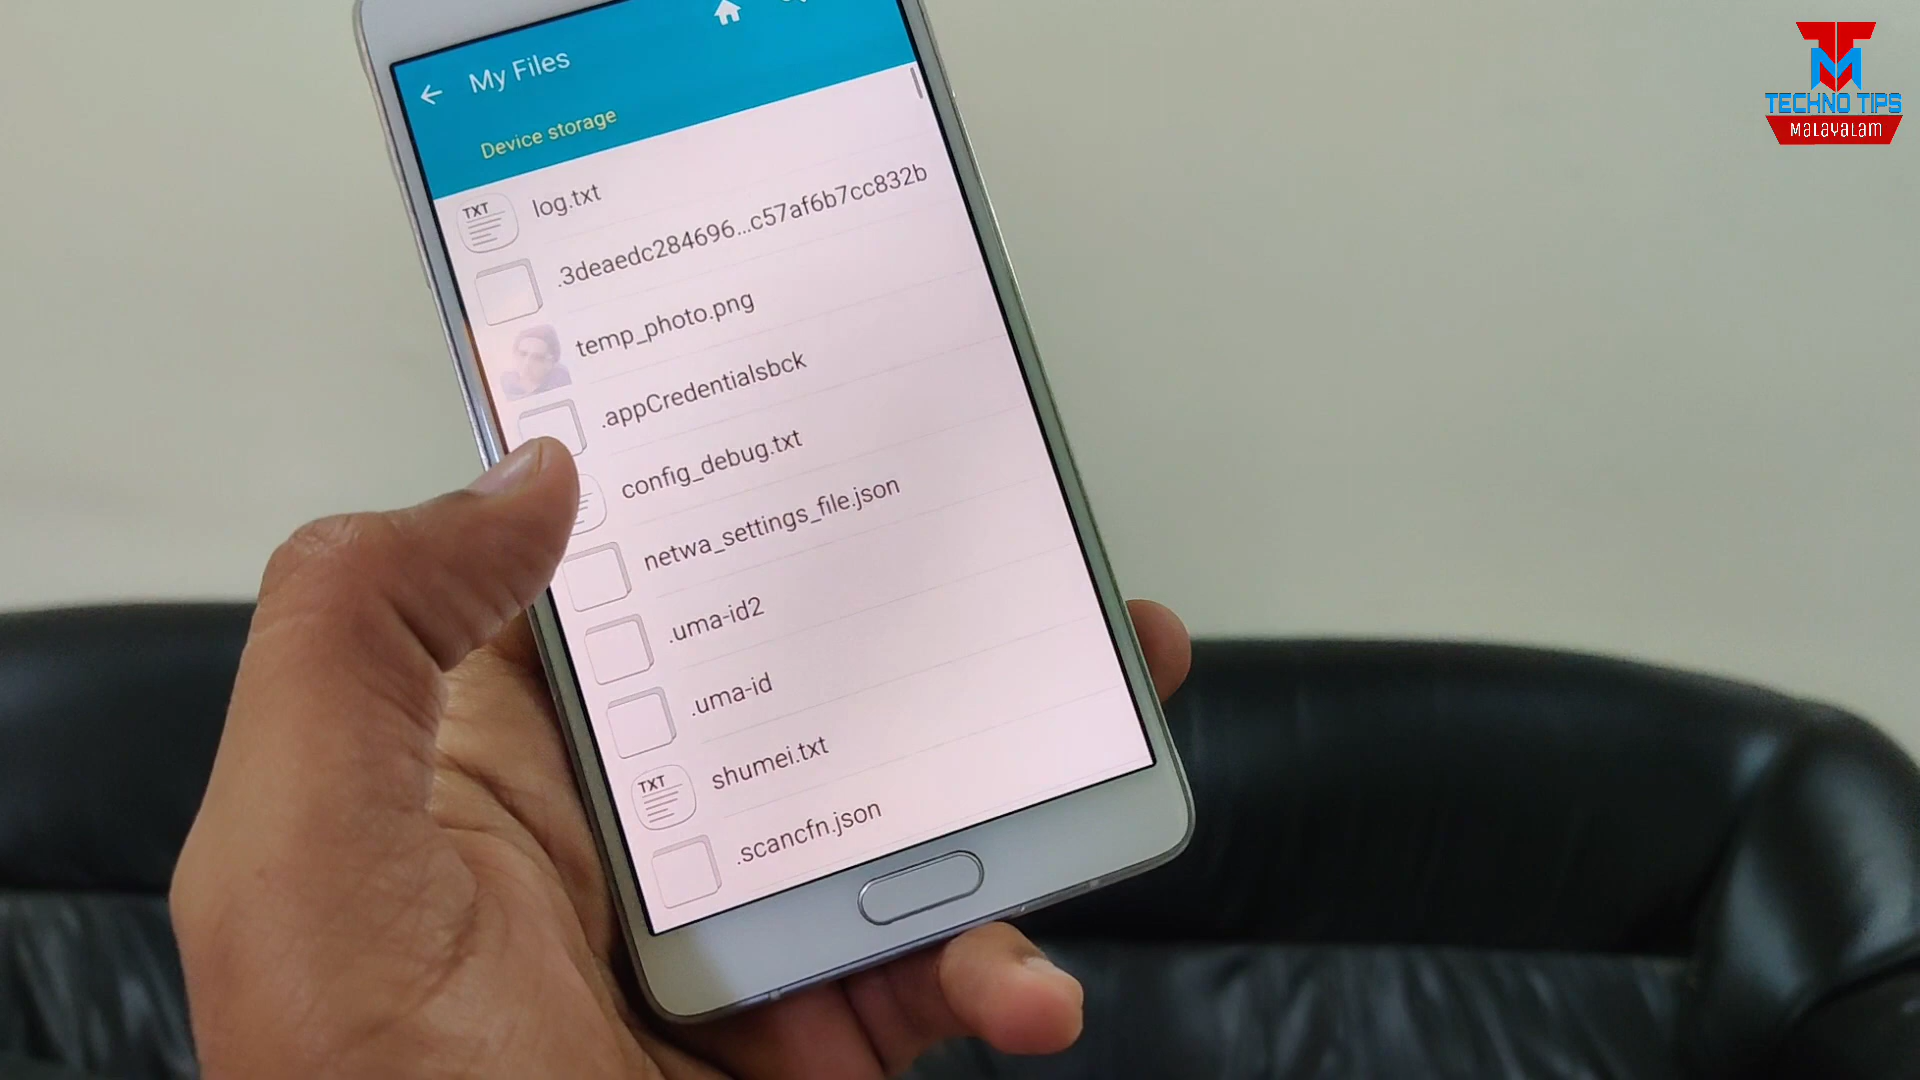 My Files
Device storage
TXT
log.txt
.3deaedc284696...c57af6b7cc832b
temp_photo.png
.appCredentialsbck
config_debug.txt
netwa_settings_file.json
.uma-id2
.uma-id
TXT
shumei.txt
.scancfn.json
TM
TECHNO TIPS
MALAYALAM